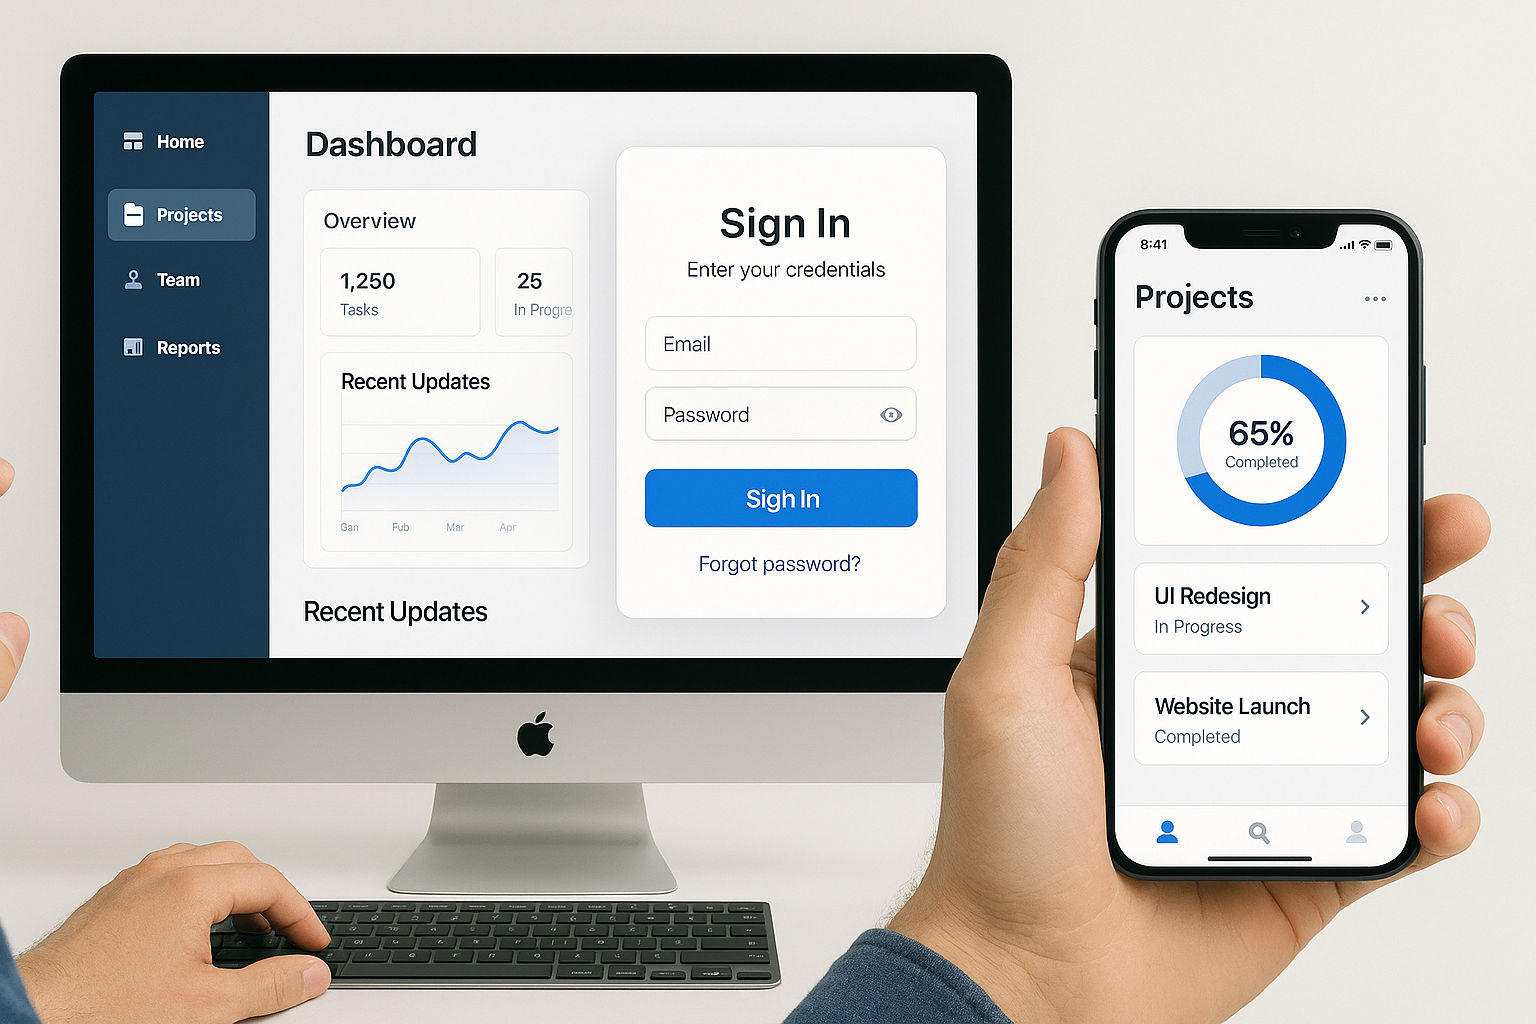 Home
Projects
Team
Reports
Dashboard
Overview
1,250
Tasks
25
In Progre
Recent Updates
Gan Fub Mar Apr
Recent Updates
Sign In
Enter your credentials
Email
Password
Sigh In
Forgot password?
8:41
Projects
65%
Completed
UI Redesign
In Progress
Website Launch
Completed